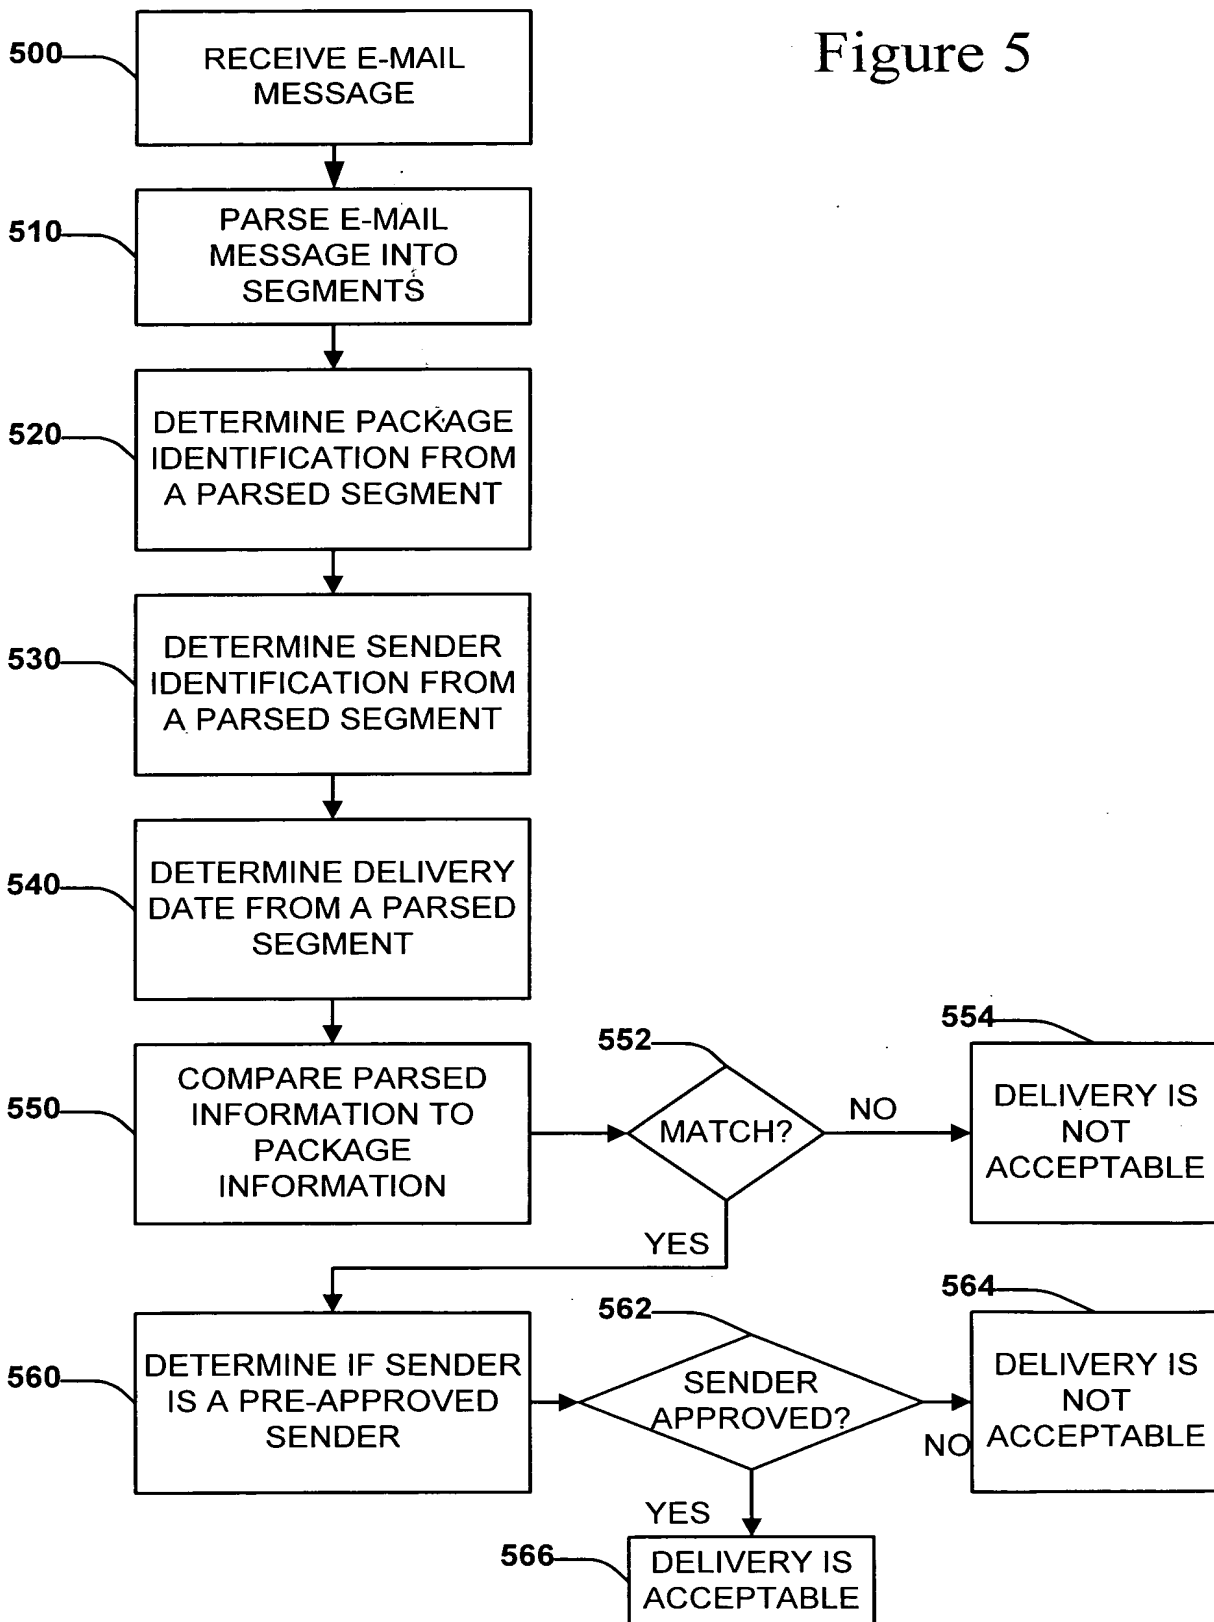 Figure 5
500
RECEIVE E-MAIL
MESSAGE
510
PARSE E-MAIL
MESSAGE INTO
SEGMENTS
520
DETERMINE PACKAGE
IDENTIFICATION FROM
A PARSED SEGMENT
530
DETERMINE SENDER
IDENTIFICATION FROM
A PARSED SEGMENT
540
DETERMINE DELIVERY
DATE FROM A PARSED
SEGMENT
550
COMPARE PARSED
INFORMATION TO
PACKAGE
INFORMATION
552
MATCH?
NO
554
DELIVERY IS
NOT
ACCEPTABLE
YES
560
DETERMINE IF SENDER
IS A PRE-APPROVED
SENDER
562
SENDER
APPROVED?
NO
564
DELIVERY IS
NOT
ACCEPTABLE
YES
566
DELIVERY IS
ACCEPTABLE